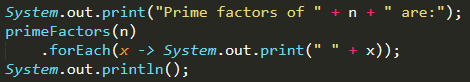 System.out.print("Prime factors of " + n + " are:");
primeFactors(n)
    .forEach(x -> System.out.print(" " + x));
System.out.println();